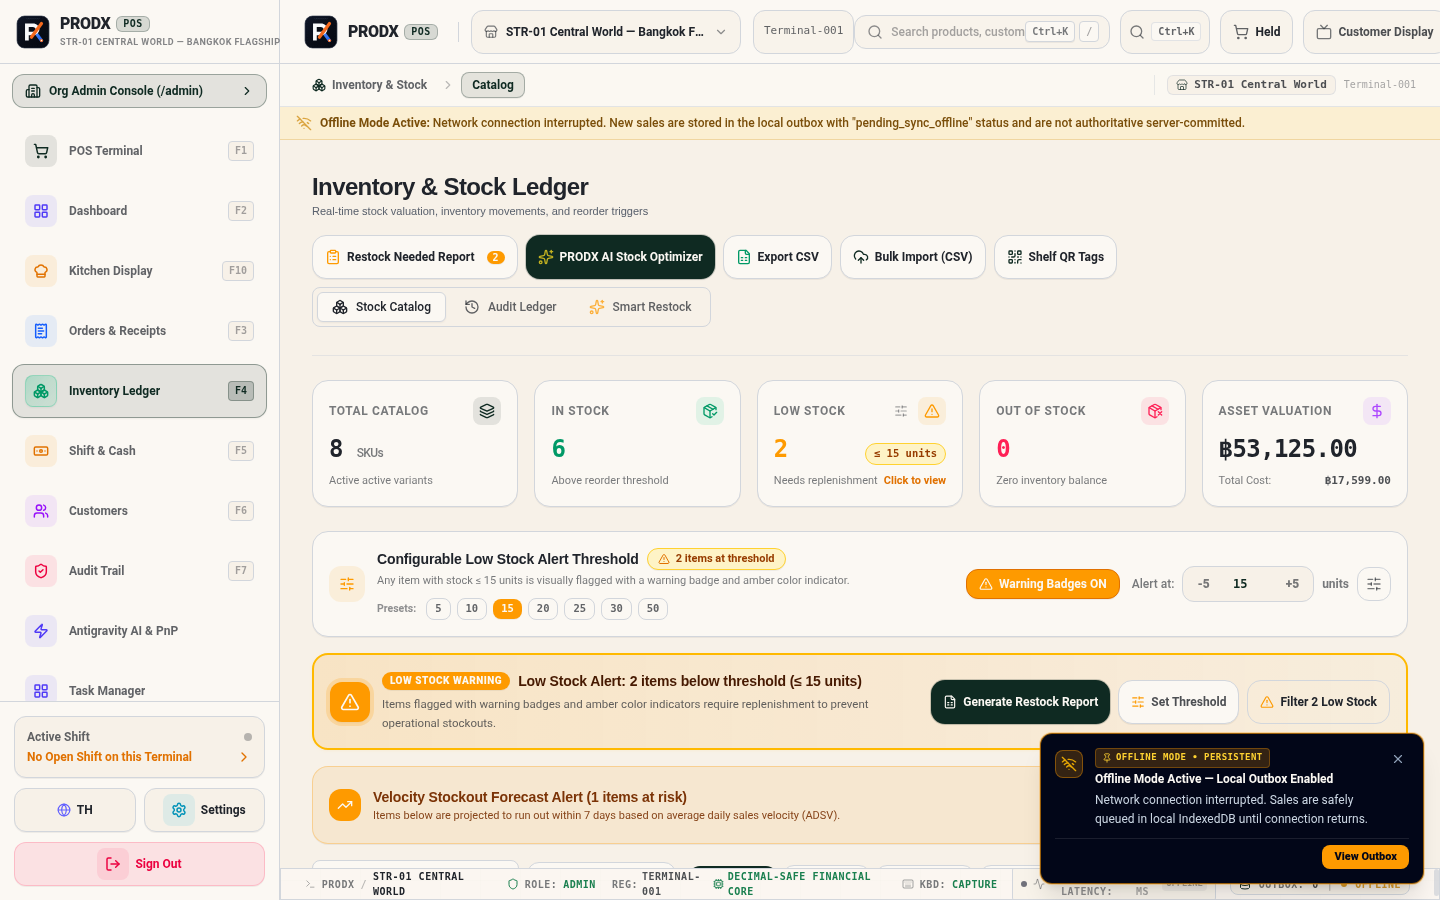 PRODX POS
STR-01 CENTRAL WORLD — BANGKOK FLAGSHIP
Org Admin Console (/admin)
POS Terminal F1
Dashboard F2
Kitchen Display F10
Orders & Receipts F3
Inventory Ledger F4
Shift & Cash F5
Customers F6
Audit Trail F7
Antigravity AI & PnP
Task Manager
Active Shift
No Open Shift on this Terminal
TH
Settings
Sign Out
PRODX POS
STR-01 Central World — Bangkok F...
Terminal-001
Search products, custom Ctrl+K /
Ctrl+K
Held
Customer Display
Inventory & Stock
Catalog
STR-01 Central World
Terminal-001
Offline Mode Active: Network connection interrupted. New sales are stored in the local outbox with "pending_sync_offline" status and are not authoritative server-committed.
Inventory & Stock Ledger
Real-time stock valuation, inventory movements, and reorder triggers
Restock Needed Report 2
PRODX AI Stock Optimizer
Export CSV
Bulk Import (CSV)
Shelf QR Tags
Stock Catalog
Audit Ledger
Smart Restock
TOTAL CATALOG
8 SKUs
Active active variants
IN STOCK
6
Above reorder threshold
LOW STOCK
2 ≤ 15 units
Needs replenishment Click to view
OUT OF STOCK
0
Zero inventory balance
ASSET VALUATION
฿53,125.00
Total Cost: ฿17,599.00
Configurable Low Stock Alert Threshold 2 items at threshold
Any item with stock ≤ 15 units is visually flagged with a warning badge and amber color indicator.
Presets: 5 10 15 20 25 30 50
Warning Badges ON
Alert at: -5 15 +5 units
LOW STOCK WARNING Low Stock Alert: 2 items below threshold (≤ 15 units)
Items flagged with warning badges and amber color indicators require replenishment to prevent
operational stockouts.
Generate Restock Report
Set Threshold
Filter 2 Low Stock
Velocity Stockout Forecast Alert (1 items at risk)
Items below are projected to run out within 7 days based on average daily sales velocity (ADSV).
OFFLINE MODE • PERSISTENT
Offline Mode Active — Local Outbox Enabled
Network connection interrupted. Sales are safely
queued in local IndexedDB until connection returns.
View Outbox
PRODX / STR-01 CENTRAL WORLD
ROLE: ADMIN
REG: TERMINAL-001
DECIMAL-SAFE FINANCIAL CORE
KBD: CAPTURE
LATENCY: MS